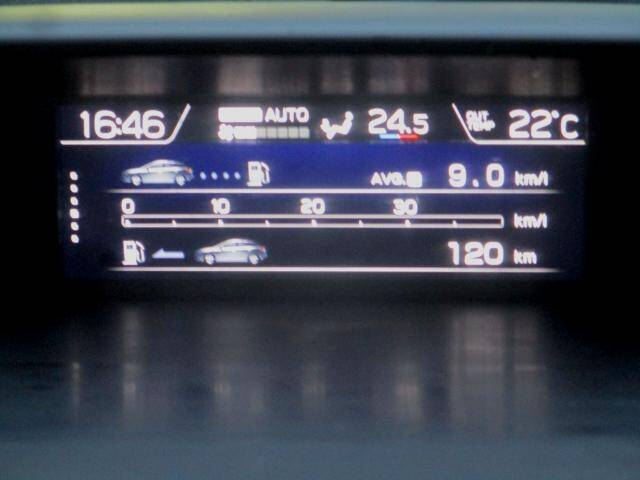 16:46 AUTO 24.5 OUT TEMP 22°C
AVG. 9.0 km/l
0 10 20 30 km/l
120 km